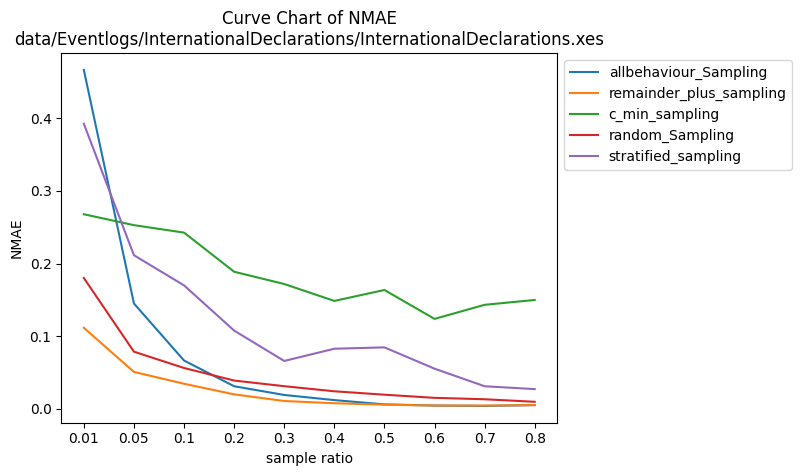 Curve Chart of NMAE
data/Eventlogs/InternationalDeclarations/InternationalDeclarations.xes
allbehaviour_Sampling
remainder_plus_sampling
c_min_sampling
random_Sampling
stratified_sampling
NMAE
0.4
0.3
0.2
0.1
0.0
0.01 0.05 0.1 0.2 0.3 0.4 0.5 0.6 0.7 0.8
sample ratio